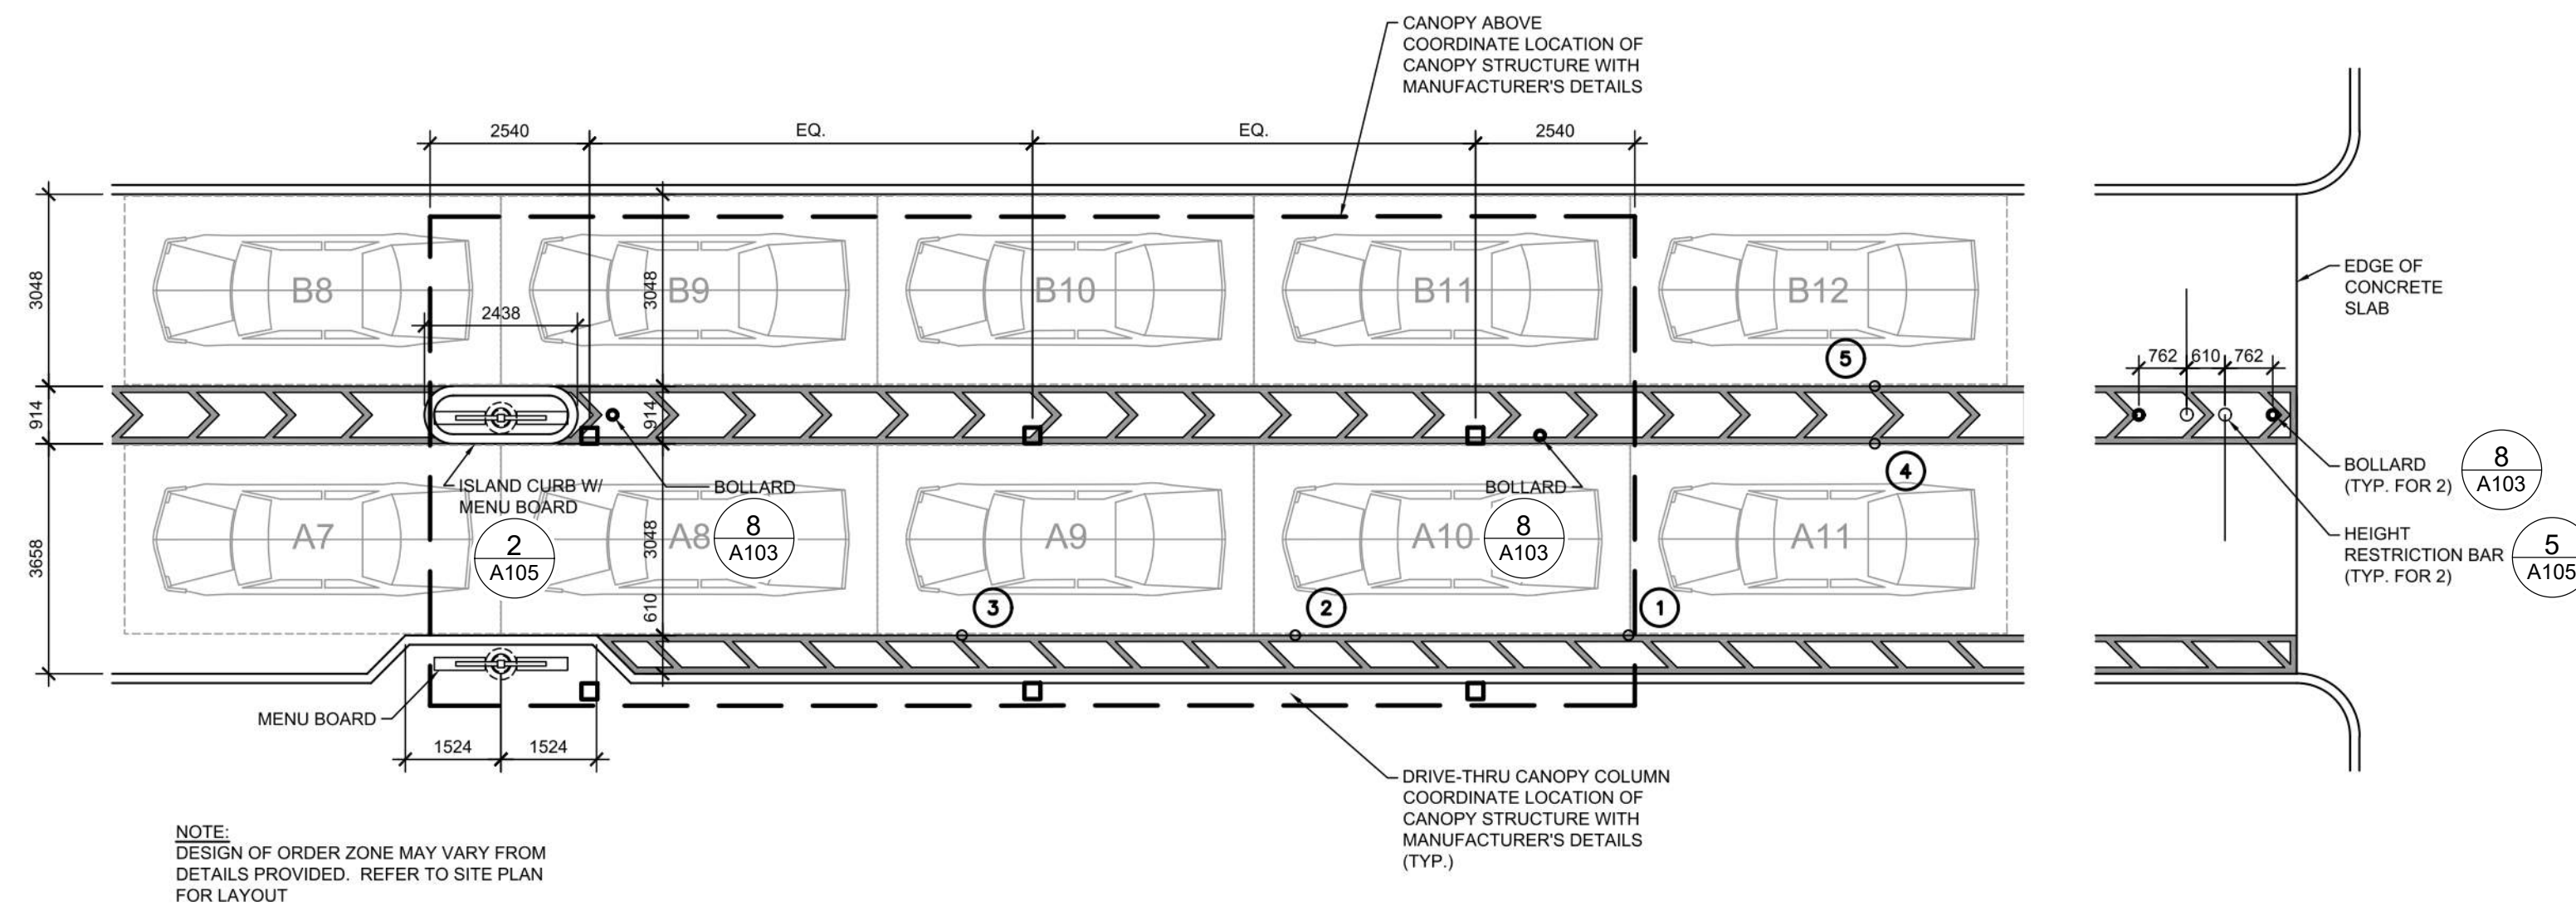 CANOPY ABOVE
COORDINATE LOCATION OF
CANOPY STRUCTURE WITH
MANUFACTURER'S DETAILS
2540
EQ.
EQ.
2540
3048
914
3658
B8
B9
B10
B11
B12
2438
3048
914
3048
610
5
4
3
2
1
762
610
762
EDGE OF
CONCRETE
SLAB
ISLAND CURB W/
MENU BOARD
2
A105
BOLLARD
8
A103
BOLLARD
8
A103
BOLLARD
(TYP. FOR 2)
8
A103
HEIGHT
RESTRICTION BAR
(TYP. FOR 2)
5
A105
A7
A8
A9
A10
A11
MENU BOARD
1524
1524
DRIVE-THRU CANOPY COLUMN
COORDINATE LOCATION OF
CANOPY STRUCTURE WITH
MANUFACTURER'S DETAILS
(TYP.)
NOTE:
DESIGN OF ORDER ZONE MAY VARY FROM
DETAILS PROVIDED. REFER TO SITE PLAN
FOR LAYOUT